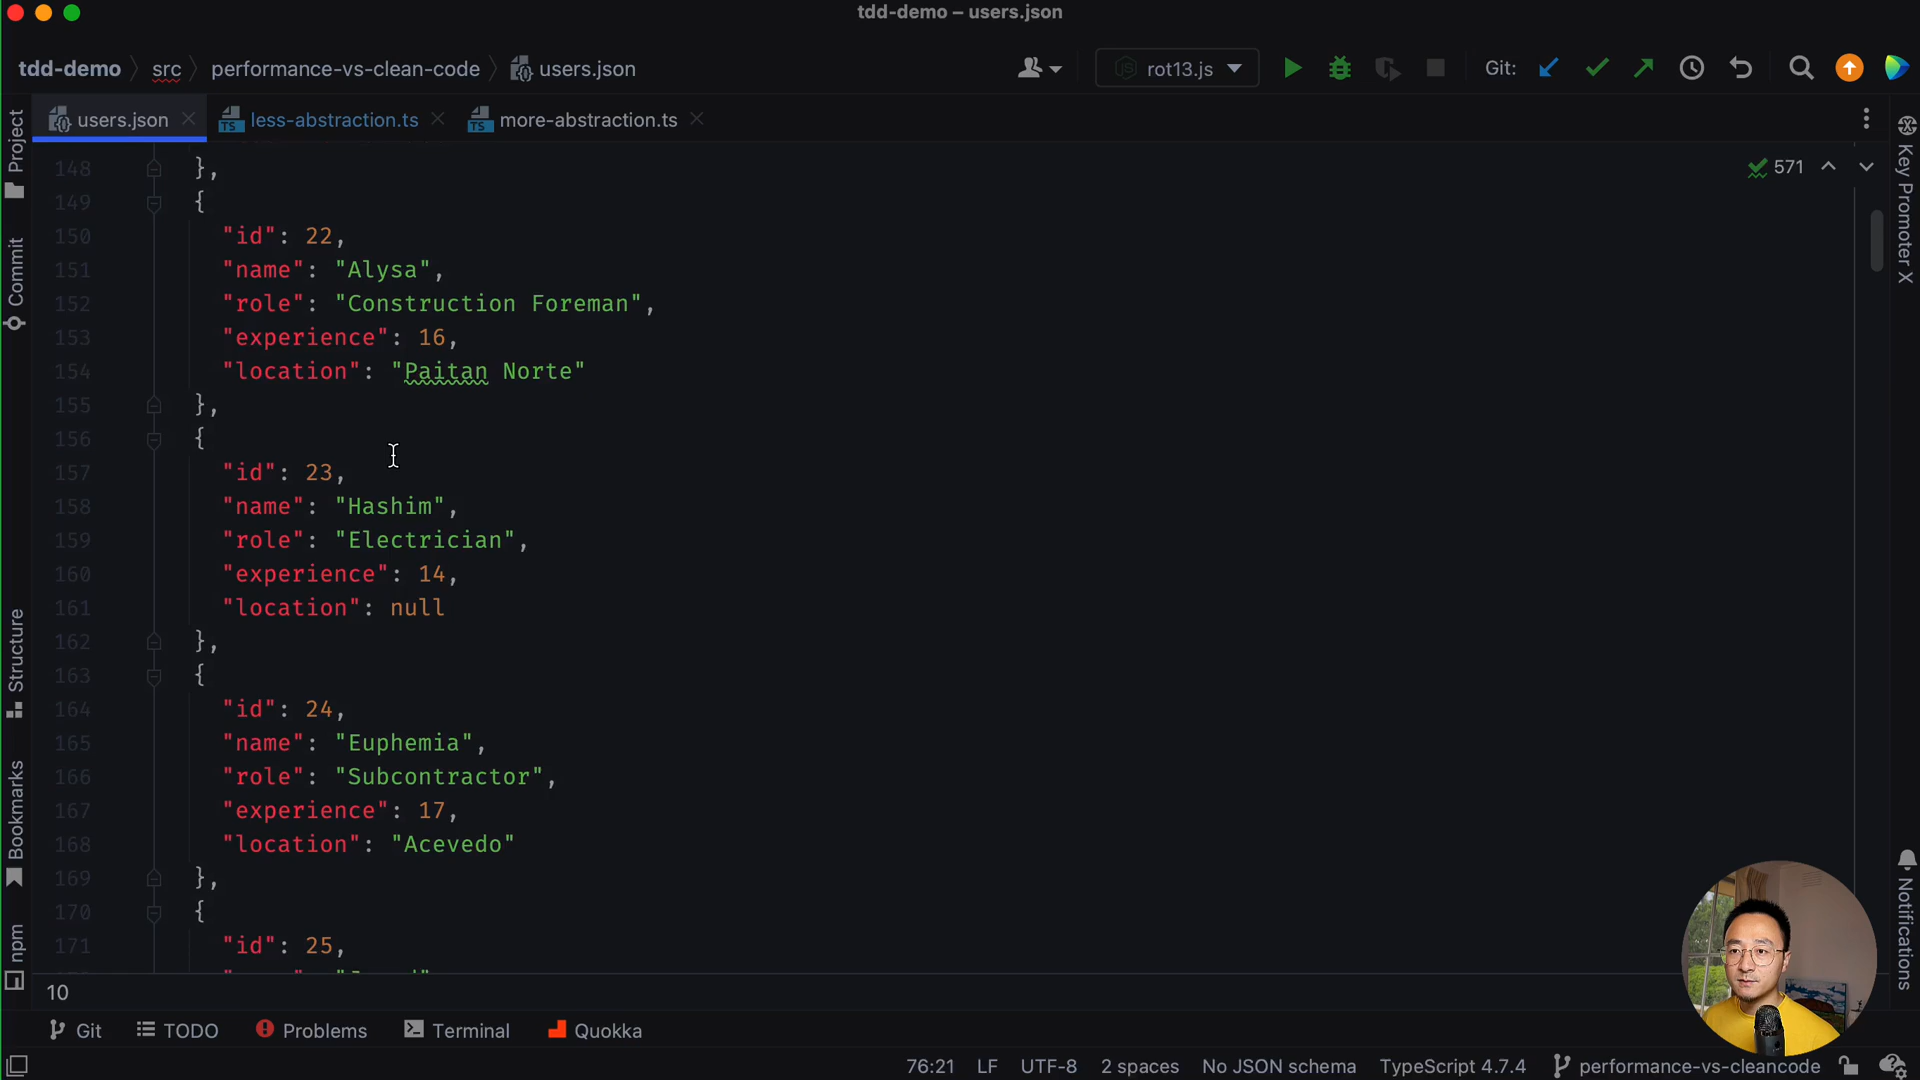 tdd-demo – users.json
tdd-demo src performance-vs-clean-code users.json
rot13.js
Git:
users.json less-abstraction.ts more-abstraction.ts
571
148 },
149 {
150 "id": 22,
151 "name": "Alysa",
152 "role": "Construction Foreman",
153 "experience": 16,
154 "location": "Paitan Norte"
155 },
156 {
157 "id": 23,
158 "name": "Hashim",
159 "role": "Electrician",
160 "experience": 14,
161 "location": null
162 },
163 {
164 "id": 24,
165 "name": "Euphemia",
166 "role": "Subcontractor",
167 "experience": 17,
168 "location": "Acevedo"
169 },
170 {
171 "id": 25,
10
Project
Commit
Structure
Bookmarks
npm
Key Promoter X
Notifications
Git TODO Problems Terminal Quokka
76:21 LF UTF-8 2 spaces No JSON schema TypeScript 4.7.4 performance-vs-cleancode